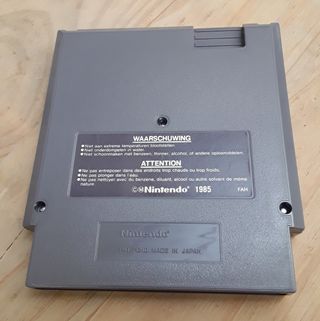 WAARSCHUWING
●Niet aan extreme temperaturen blootstellen.
●Niet onderdompelen in water.
●Niet schoonmaken met benzeen, thinner, alcohol, of andere oplosmiddelen.
ATTENTION
●Ne pas entreposer dans des endroits trop chauds ou trop froids.
●Ne pas plonger dans l'eau.
●Ne pas nettoyer avec du benzène, diluant, alcool ou autre solvant de même
nature.
©Nintendo® 1985 FAH
Nintendo
MADE IN JAPAN